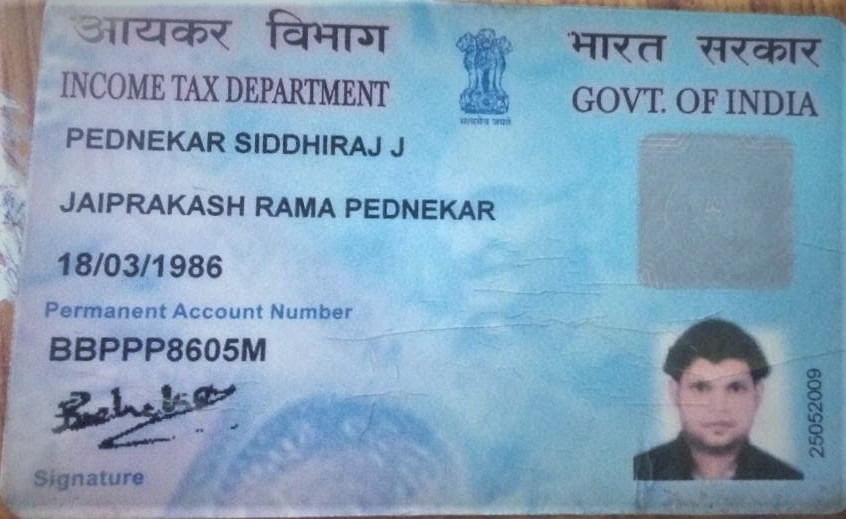 आयकर विभाग
भारत सरकार
INCOME TAX DEPARTMENT
GOVT. OF INDIA
सत्यमेव जयते
PEDNEKAR SIDDHIRAJ J
JAIPRAKASH RAMA PEDNEKAR
18/03/1986
Permanent Account Number
BBPPP8605M
Signature
25052009